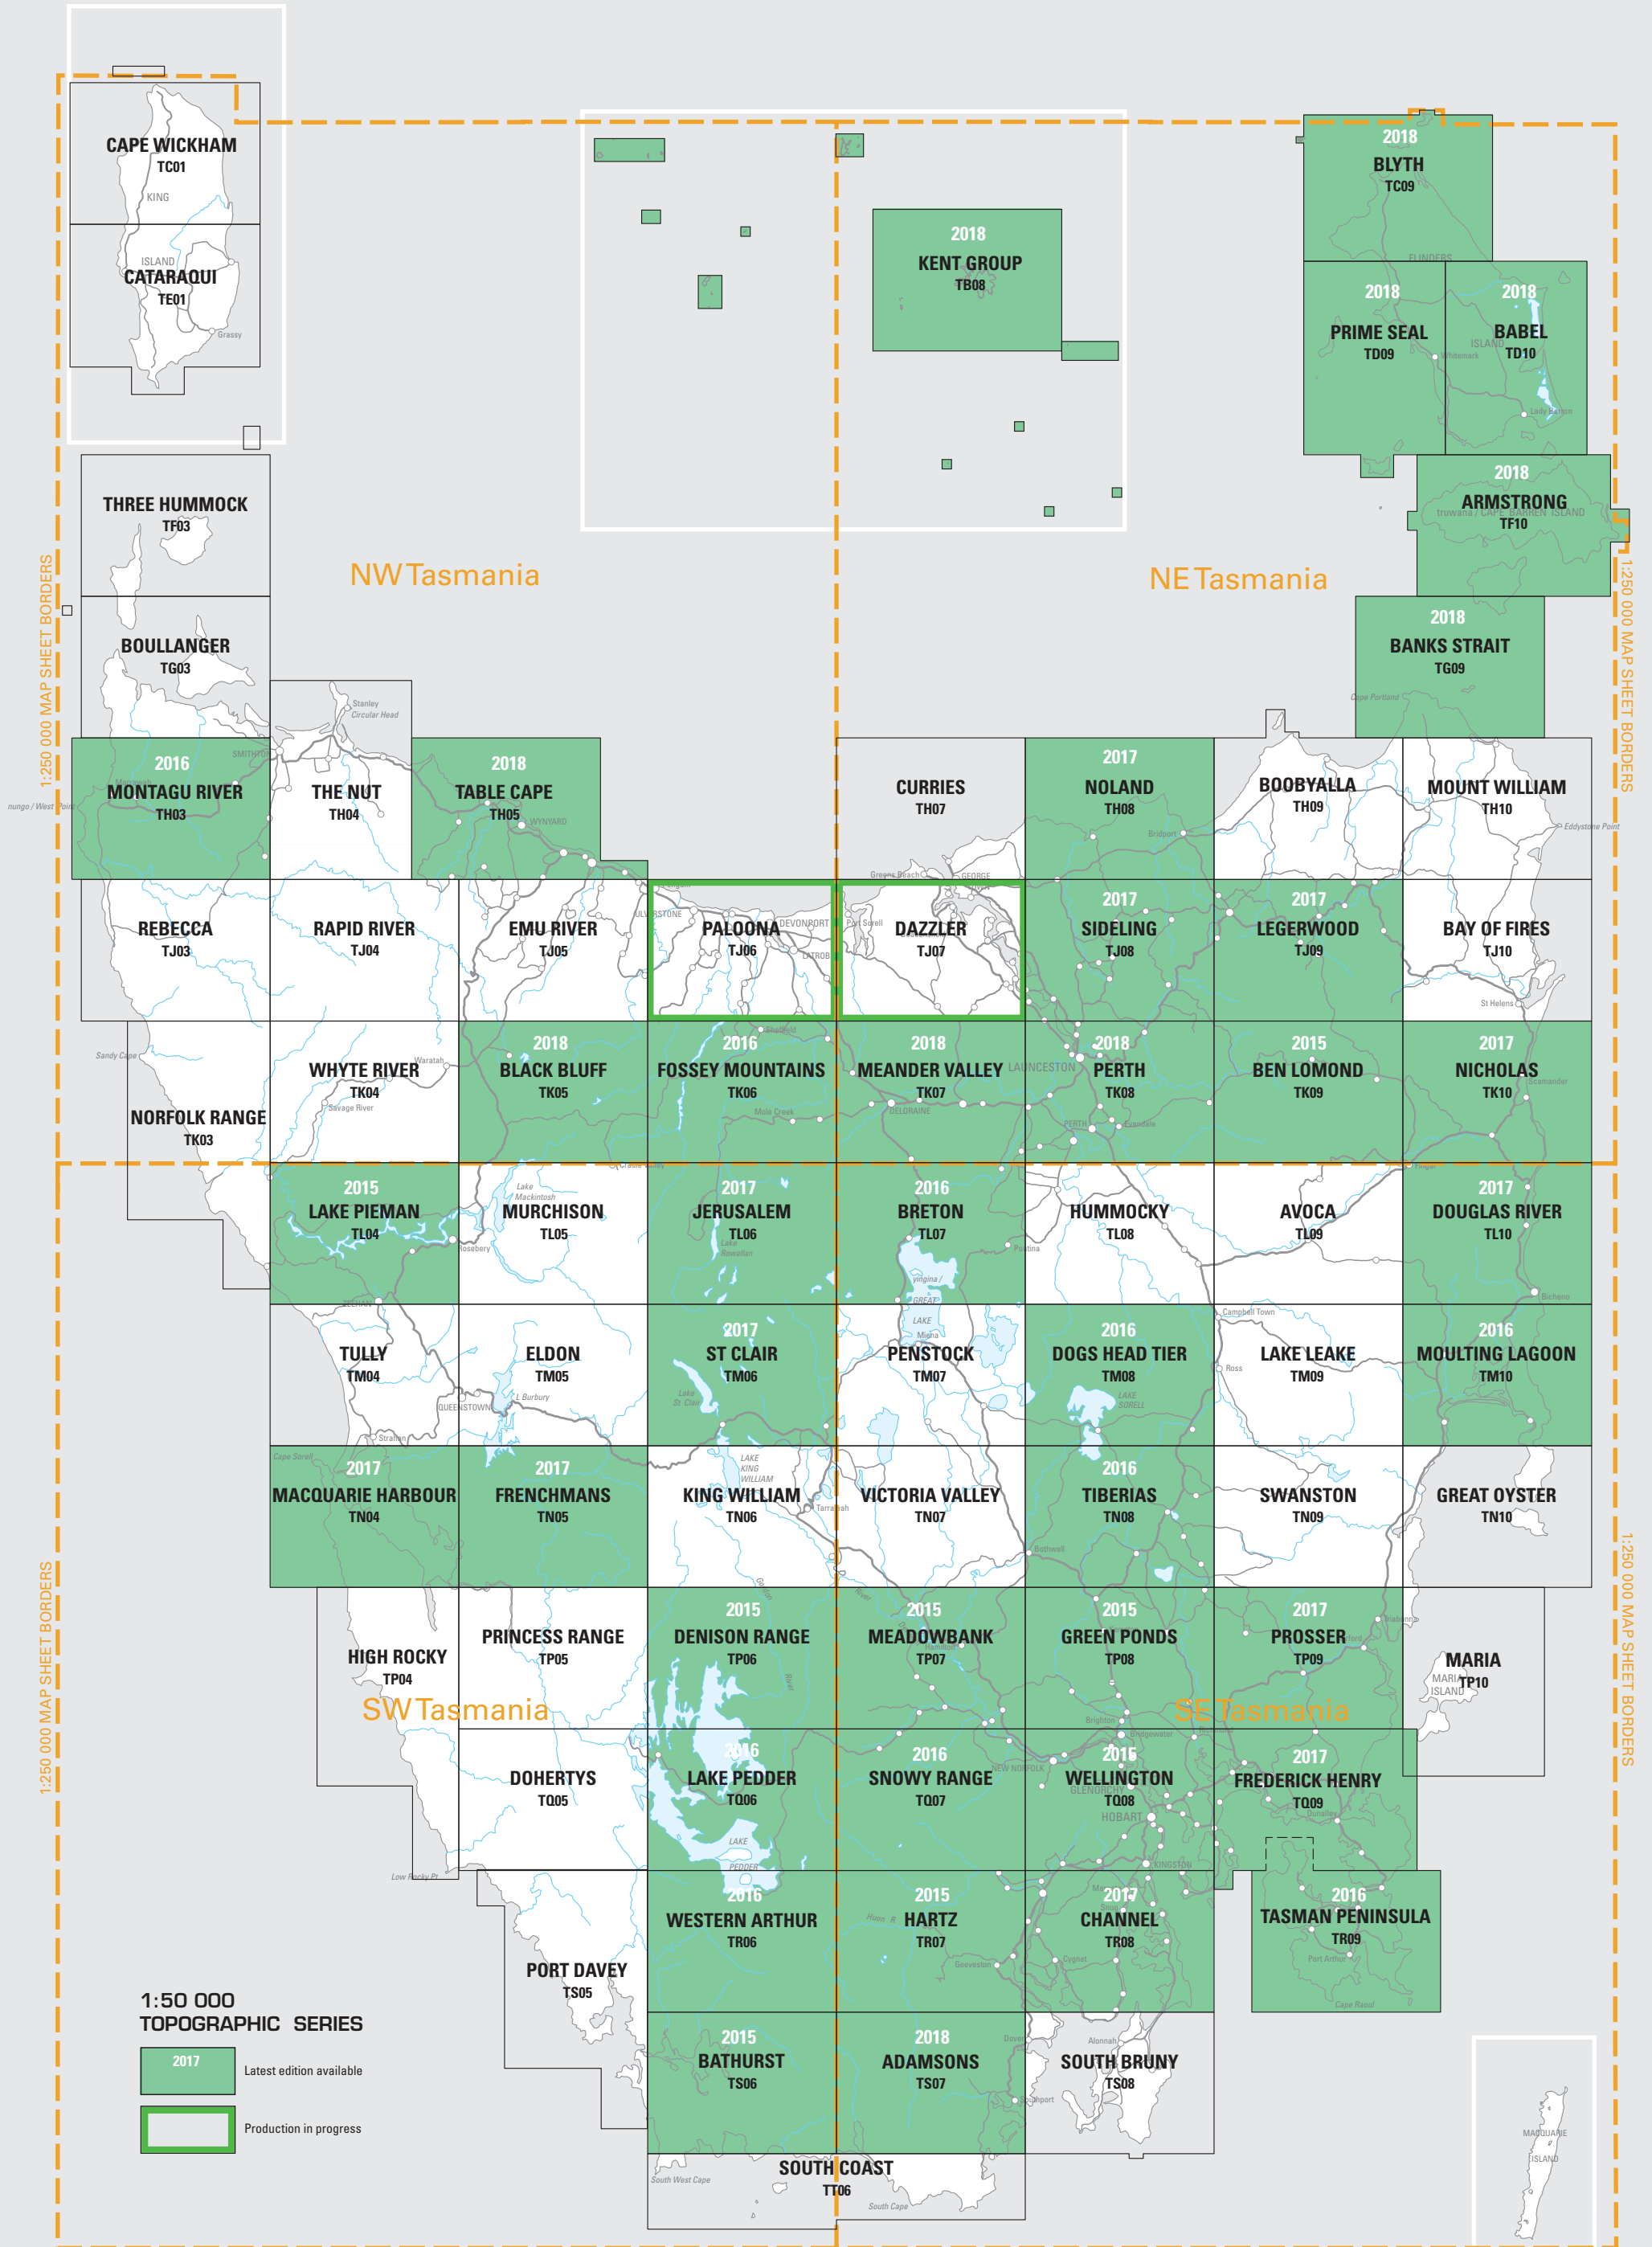 CAPE WICKHAM
TC01
KING
ISLAND
CATARAQUI
TE01
Grassy
2018
KENT GROUP
TB08
2018
BLYTH
TC09
FLINDERS
2018
PRIME SEAL
TD09
Whitemark
2018
ISLAND
BABEL
TD10
Lady Barron
2018
ARMSTRONG
truwana / CAPE BARREN ISLAND
TF10
THREE HUMMOCK
TF03
NW Tasmania
NE Tasmania
1:250 000 MAP SHEET BORDERS
1:250 000 MAP SHEET BORDERS
BOULLANGER
TG03
2018
BANKS STRAIT
TG09
Cape Portland
Stanley
Circular Head
SMITHTON
2016
Marrawah
MONTAGU RIVER
TH03
nungo / West Point
THE NUT
TH04
2018
TABLE CAPE
TH05
WYNYARD
CURRIES
TH07
Greens Beach
GEORGE
TOWN
2017
NOLAND
TH08
Bridport
BOOBYALLA
TH09
MOUNT WILLIAM
TH10
Eddystone Point
REBECCA
TJ03
RAPID RIVER
TJ04
EMU RIVER
TJ05
Penguin
ULVERSTONE
DEVONPORT
PALOONA
TJ06
LATROBE
Port Sorell
DAZZLER
TJ07
2017
SIDELING
TJ08
2017
LEGERWOOD
TJ09
BAY OF FIRES
TJ10
St Helens
Sandy Cape
NORFOLK RANGE
TK03
Waratah
WHYTE RIVER
TK04
Savage River
2018
BLACK BLUFF
TK05
Sheffield
2016
FOSSEY MOUNTAINS
TK06
Mole Creek
2018
MEANDER VALLEY
TK07
DELORAINE
LAUNCESTON
2018
PERTH
TK08
PERTH
Evandale
2015
BEN LOMOND
TK09
2017
NICHOLAS
TK10
Scamander
Cradle Valley
Fingal
2015
LAKE PIEMAN
TL04
Rosebery
ZEEHAN
Lake
Mackintosh
MURCHISON
TL05
2017
JERUSALEM
TL06
Lake
Rowallan
2016
BRETON
TL07
Poatina
yingina /
GREAT
LAKE
HUMMOCKY
TL08
AVOCA
TL09
2017
DOUGLAS RIVER
TL10
Bicheno
TULLY
TM04
QUEENSTOWN
Strahan
ELDON
TM05
L Burbury
2017
ST CLAIR
TM06
Lake
St Clair
Miena
PENSTOCK
TM07
2016
DOGS HEAD TIER
TM08
LAKE
SORELL
Campbell Town
Ross
LAKE LEAKE
TM09
2016
MOULTING LAGOON
TM10
Cape Sorell
2017
MACQUARIE HARBOUR
TN04
2017
FRENCHMANS
TN05
LAKE
KING
WILLIAM
KING WILLIAM
TN06
Tarraleah
VICTORIA VALLEY
TN07
2016
TIBERIAS
TN08
Bothwell
SWANSTON
TN09
GREAT OYSTER
TN10
1:250 000 MAP SHEET BORDERS
1:250 000 MAP SHEET BORDERS
HIGH ROCKY
TP04
PRINCESS RANGE
TP05
Gordon
River
2015
DENISON RANGE
TP06
River
2015
MEADOWBANK
Hamilton
TP07
2015
GREEN PONDS
TP08
Brighton
Bridgewater
2017
PROSSER
TP09
Triabunna
Orford
Richmond
MARIA
TP10
MARIA
ISLAND
SW Tasmania
SE Tasmania
DOHERTYS
TQ05
Low Rocky Pt
2016
LAKE PEDDER
TQ06
LAKE
PEDDER
2016
SNOWY RANGE
TQ07
NEW NORFOLK
WELLINGTON
TQ08
GLENORCHY
HOBART
KINGSTON
2017
FREDERICK HENRY
TQ09
Dunalley
2016
WESTERN ARTHUR
TR06
2015
HARTZ
TR07
Huon R
Geeveston
2017
CHANNEL
Snug
TR08
Cygnet
2016
TASMAN PENINSULA
TR09
Port Arthur
Cape Raoul
PORT DAVEY
TS05
2015
BATHURST
TS06
2018
ADAMSONS
TS07
Dover
Southport
Alonnah
SOUTH BRUNY
TS08
SOUTH COAST
TT06
South West Cape
South Cape
MACQUARIE
ISLAND
1:50 000
TOPOGRAPHIC SERIES
2017
Latest edition available
Production in progress